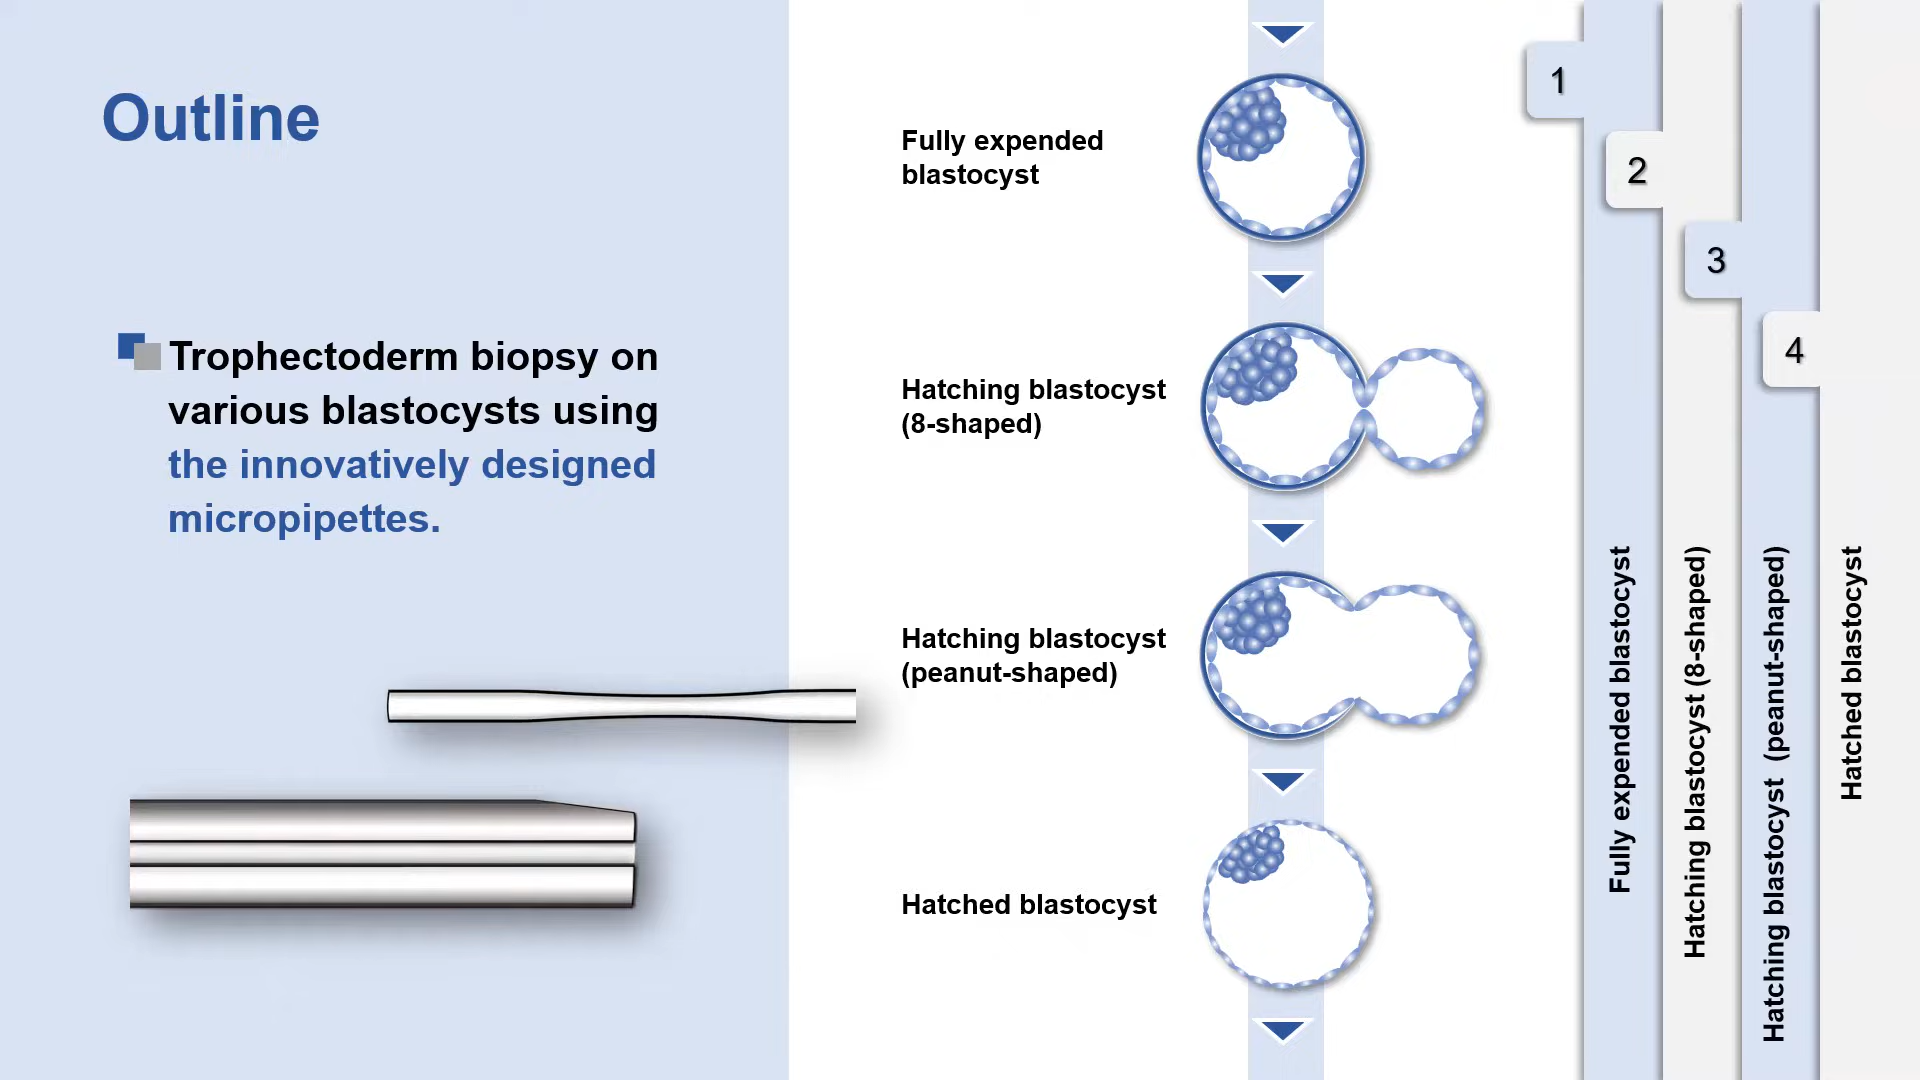 Outline
Trophectoderm biopsy on
various blastocysts using
the innovatively designed
micropipettes.
Fully expended
blastocyst
Hatching blastocyst
(8-shaped)
Hatching blastocyst
(peanut-shaped)
Hatched blastocyst
1
2
3
4
Fully expended blastocyst
Hatching blastocyst (8-shaped)
Hatching blastocyst (peanut-shaped)
Hatched blastocyst